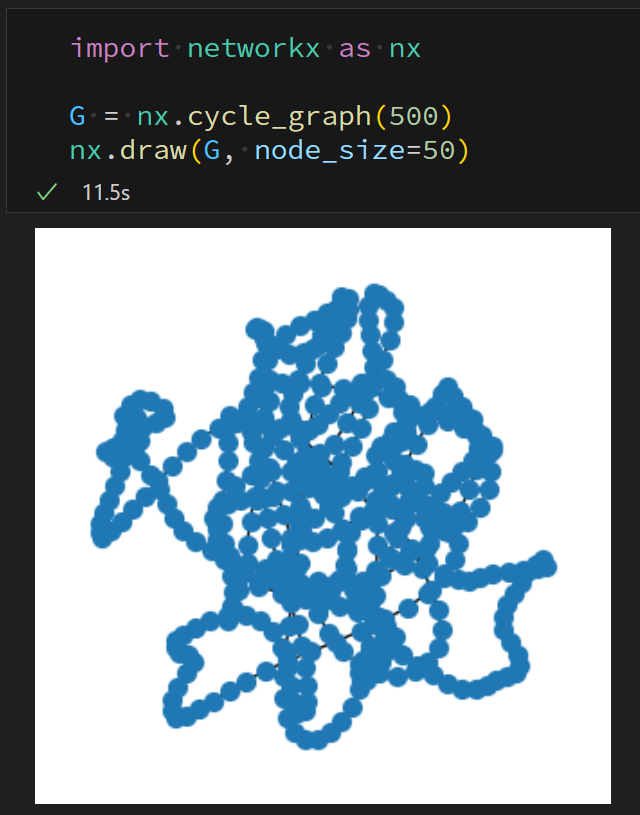 import networkx as nx
G = nx.cycle_graph(500)
nx.draw(G, node_size=50)
11.5s